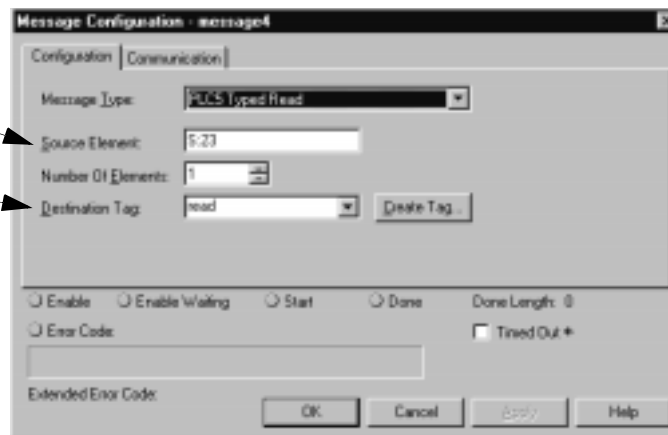 Message Configuration - message4
Configuration Communication
Message Type: PLC5 Typed Read
Source Element: S:23
Number Of Elements: 1
Destination Tag: read Create Tag...
Enable Enable Waiting Start Done Done Length: 0
Error Code: Timed Out
Extended Error Code:
OK Cancel Apply Help